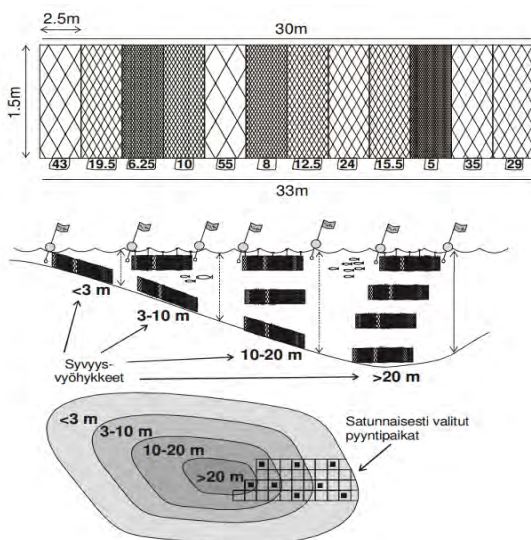 2.5m
30m
1.5m
43 19.5 6.25 10 55 8 12.5 24 15.5 5 35 29
33m
<3 m
3-10 m
10-20 m
>20 m
Syvyys-
vyöhykkeet
<3 m
3-10 m
10-20 m
>20 m
Satunnaisesti valitut
pyyntipaikat